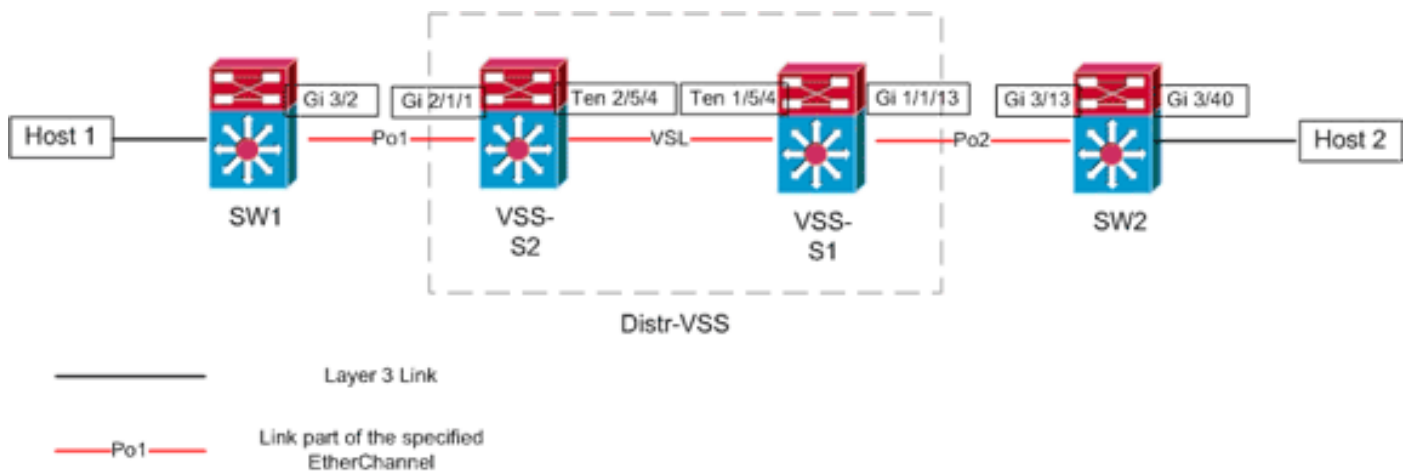 Gi 3/2
Gi 2/1/1
Ten 2/5/4
Ten 1/5/4
Gi 1/1/13
Gi 3/13
Gi 3/40
Host 1
Po1
VSL
Po2
Host 2
SW1
VSS-
S2
VSS-
S1
SW2
Distr-VSS
Layer 3 Link
Po1
Link part of the specified
EtherChannel